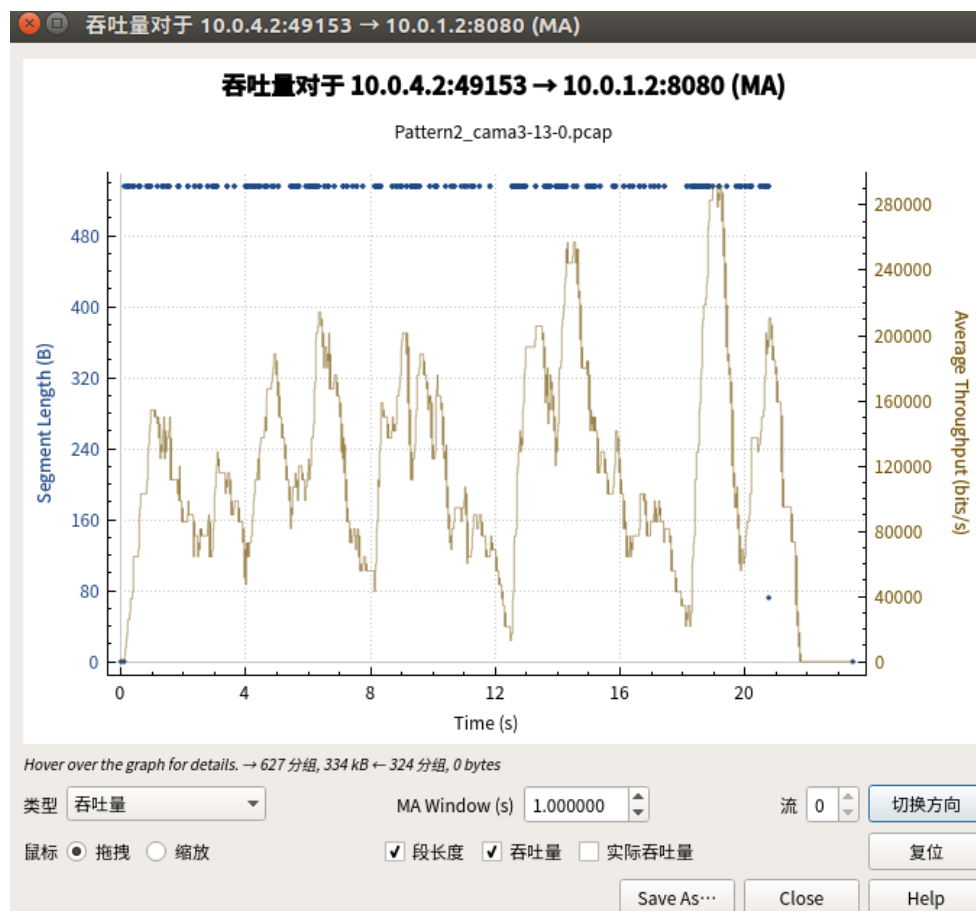 吞吐量对于 10.0.4.2:49153 → 10.0.1.2:8080 (MA)
吞吐量对于 10.0.4.2:49153 → 10.0.1.2:8080 (MA)
Pattern2_cama3-13-0.pcap
Segment Length (B)
480
400
320
240
160
80
0
280000
240000
200000
160000
120000
80000
40000
0
Average Throughput (bits/s)
0 4 8 12 16 20
Time (s)
Hover over the graph for details. → 627 分组, 334 kB ← 324 分组, 0 bytes
类型 吞吐量 MA Window (s) 1.000000 流 0 切换方向
鼠标 拖拽 缩放 段长度 吞吐量 实际吞吐量 复位
Save As… Close Help